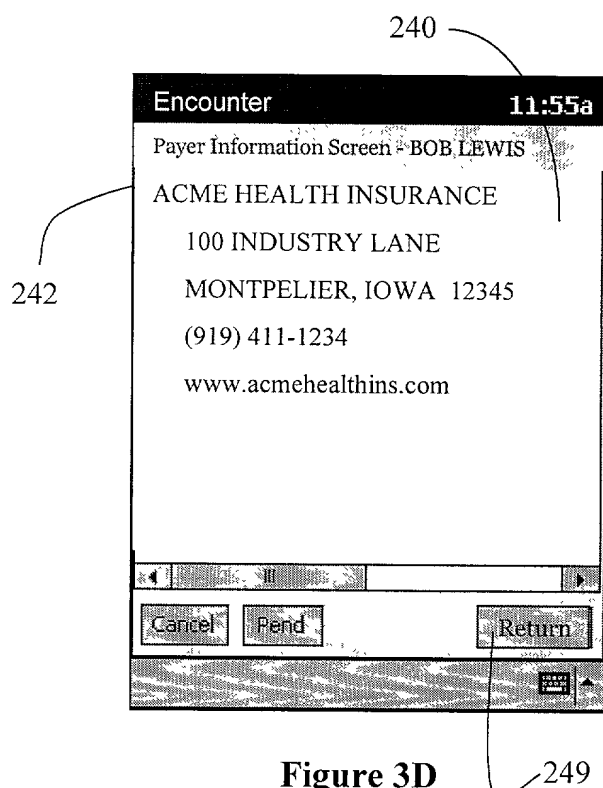 240
Encounter 11:55a
Payer Information Screen - BOB LEWIS
ACME HEALTH INSURANCE
100 INDUSTRY LANE
242
MONTPELIER, IOWA 12345
(919) 411-1234
www.acmehealthins.com
Cancel Pend Return
Figure 3D
249